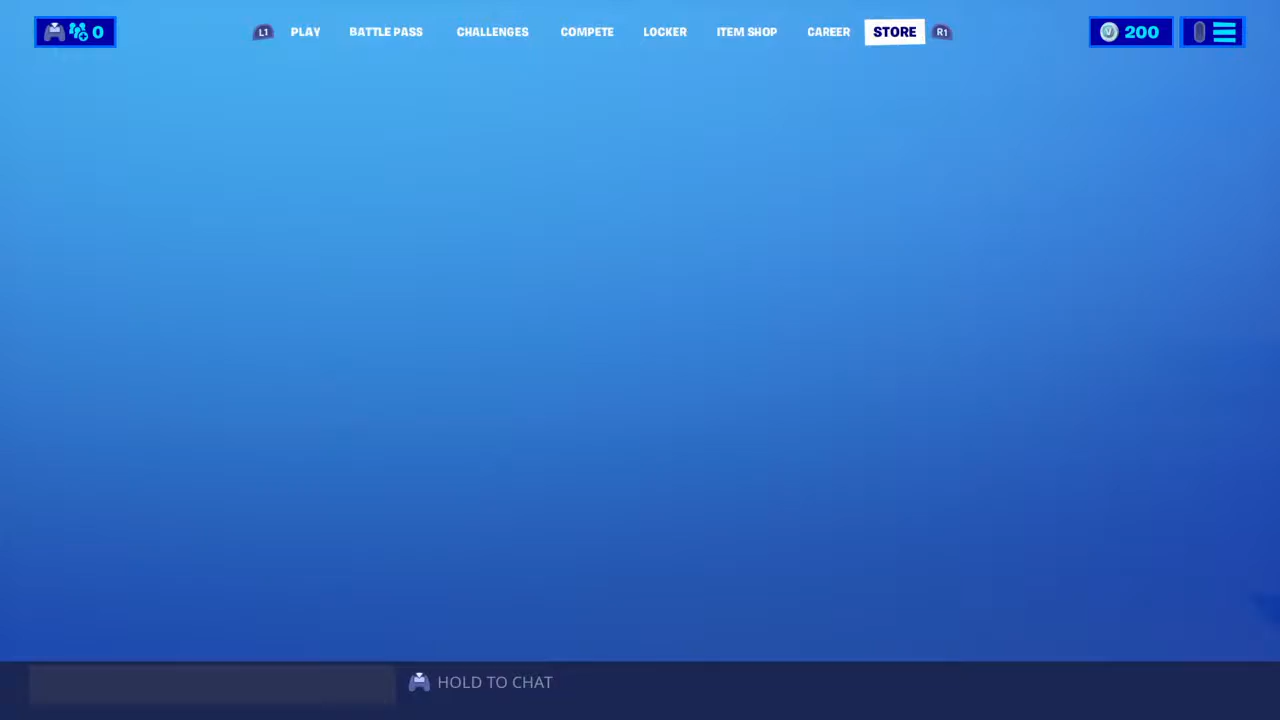 0 L1 PLAY BATTLE PASS CHALLENGES COMPETE LOCKER ITEM SHOP CAREER STORE R1 200
HOLD TO CHAT